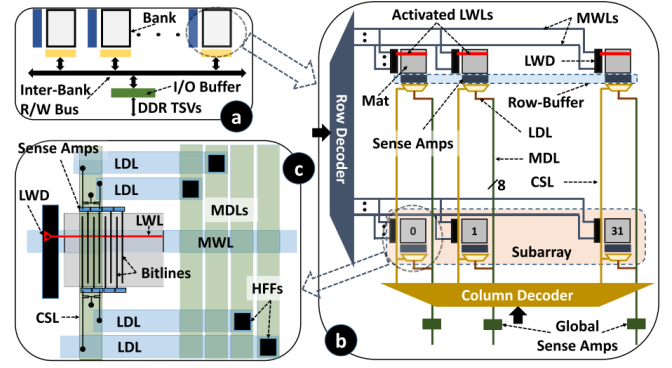 Bank
Inter-Bank
R/W Bus
I/O Buffer
DDR TSVs
a
Activated LWLs
MWLs
LWD
Mat
Row-Buffer
Sense Amps
LDL
MDL
8
CSL
Row Decoder
0
1
31
Subarray
Column Decoder
Global
Sense Amps
b
Sense Amps
LDL
LDL
c
LWD
MDLs
LWL
MWL
Bitlines
HFFs
CSL
LDL
LDL